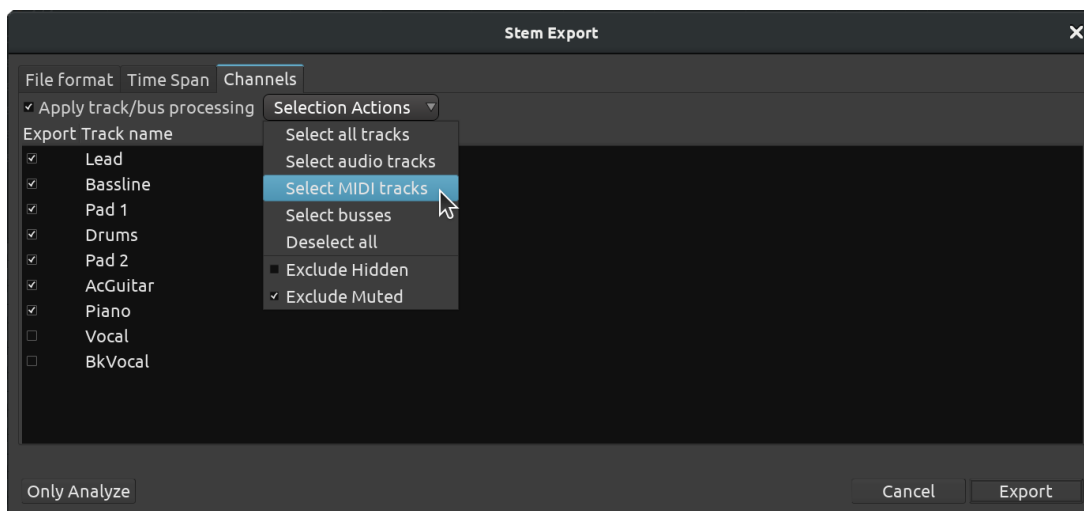 Stem Export
File format Time Span Channels
Apply track/bus processing Selection Actions
Export Track name
Select all tracks
Lead
Select audio tracks
Bassline
Select MIDI tracks
Pad 1
Select busses
Drums
Deselect all
Pad 2
Exclude Hidden
AcGuitar
Exclude Muted
Piano
Vocal
BkVocal
Only Analyze Cancel Export